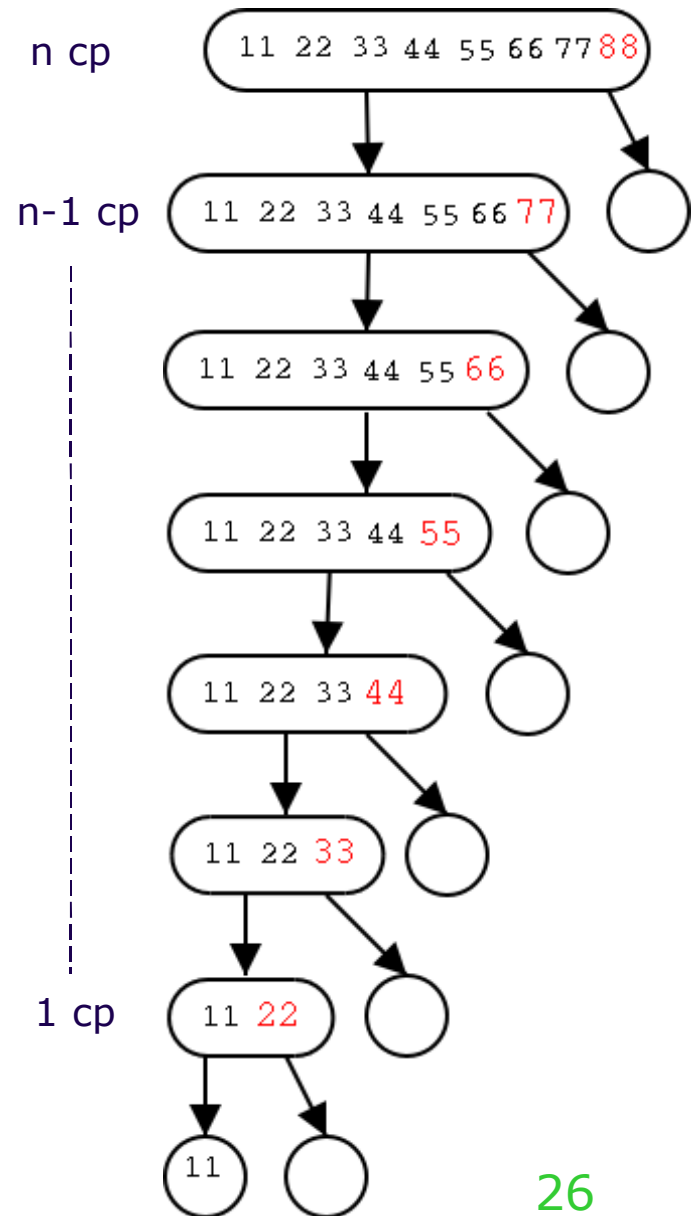 n cp 11 22 33 44 55 66 77 88
n-1 cp 11 22 33 44 55 66 77
11 22 33 44 55 66
11 22 33 44 55
11 22 33 44
11 22 33
1 cp 11 22
11
26